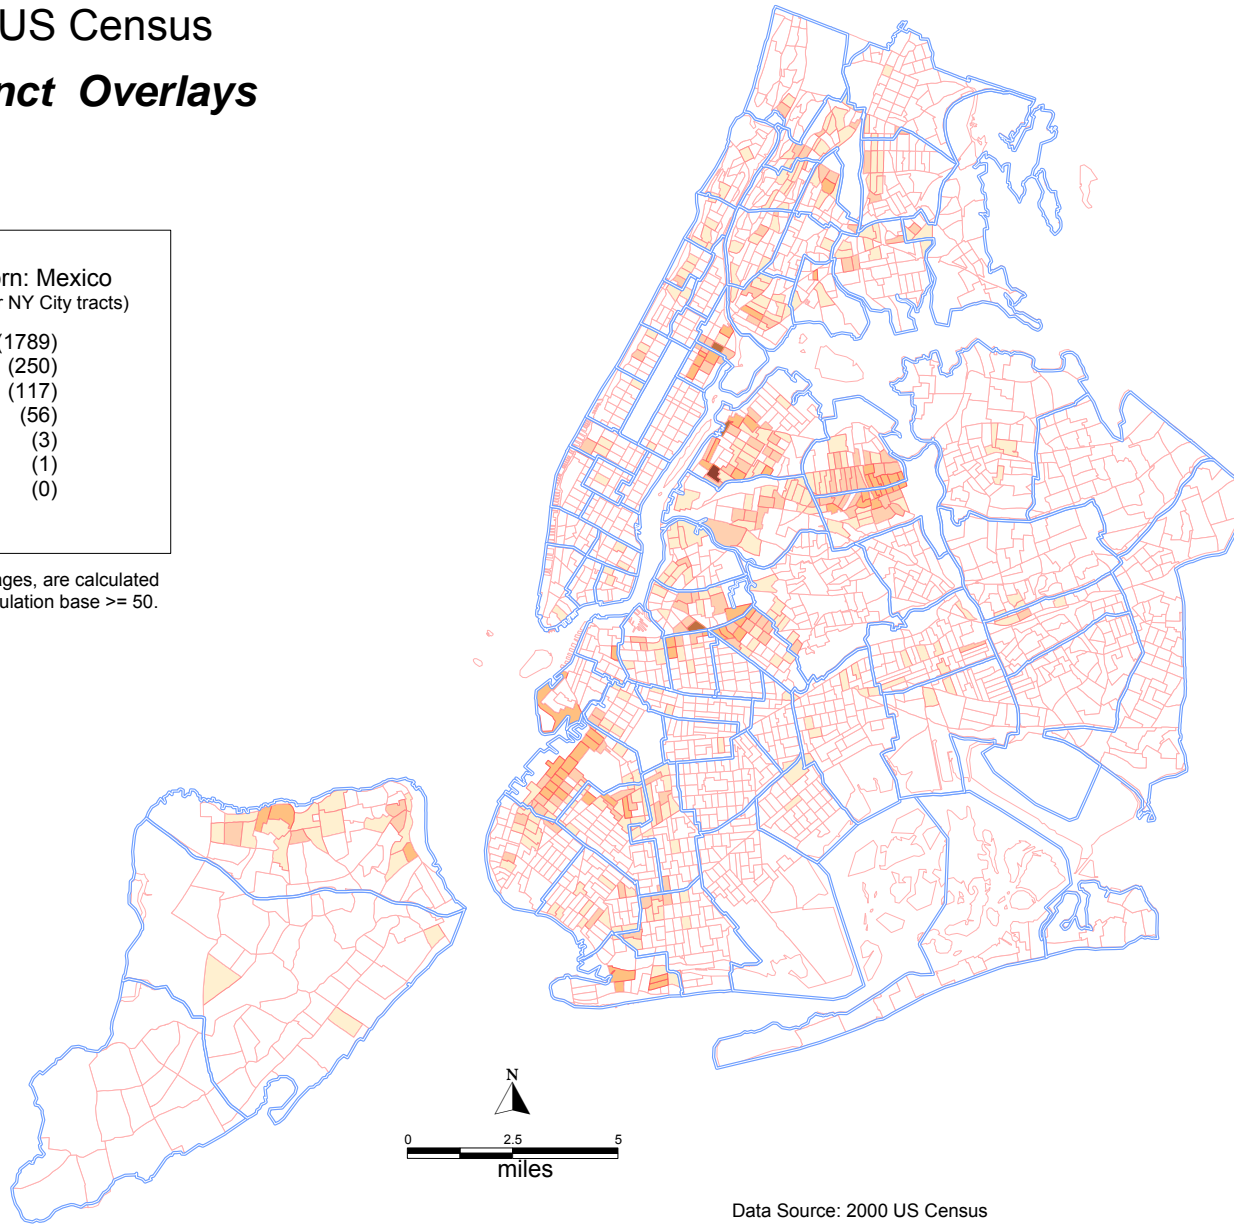 US Census
nct Overlays
rn: Mexico
r NY City tracts)
(1789)
(250)
(117)
(56)
(3)
(1)
(0)
ages, are calculated
ulation base >= 50.
N
0 2.5 5
miles
Data Source: 2000 US Census